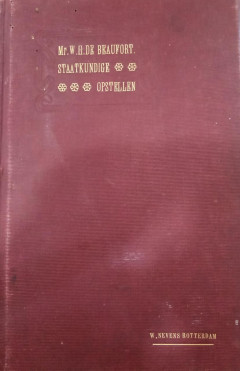 Mr. W. H. DE BEAUFORT.
STAATKUNDIGE
OPSTELLEN
W. NEVENS ROTTERDAM